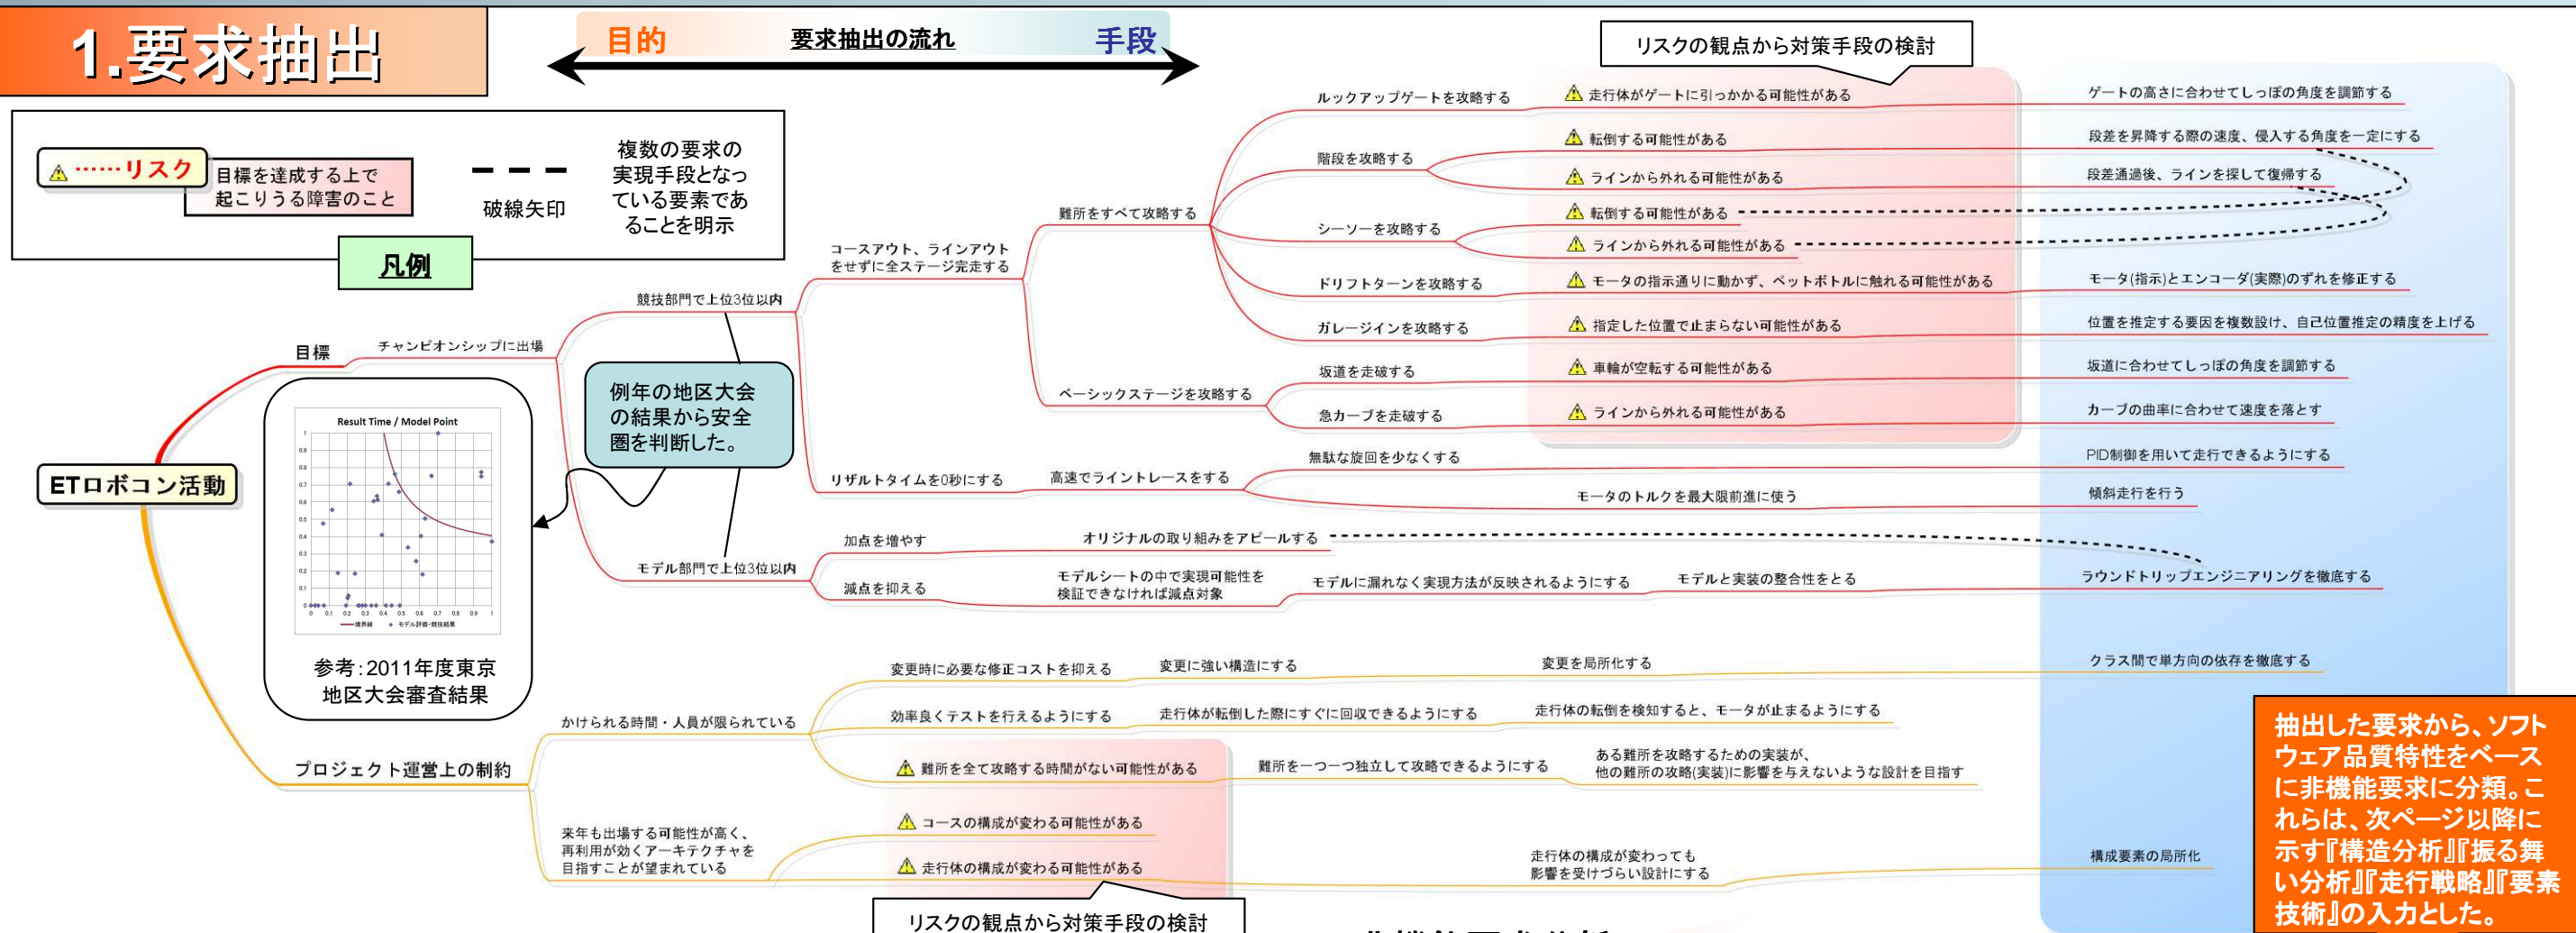 1.要求抽出
目的
要求抽出の流れ
手段
リスクの観点から対策手段の検討
……リスク
目標を達成する上で
起こりうる障害のこと
破線矢印
複数の要求の
実現手段となっ
ている要素であ
ることを明示
凡例
ETロボコン活動
目標
チャンピオンシップに出場
競技部門で上位3位以内
コースアウト、ラインアウト
をせずに全ステージ完走する
難所をすべて攻略する
ルックアップゲートを攻略する
走行体がゲートに引っかかる可能性がある
ゲートの高さに合わせてしっぽの角度を調節する
階段を攻略する
転倒する可能性がある
段差を昇降する際の速度、侵入する角度を一定にする
ラインから外れる可能性がある
段差通過後、ラインを探して復帰する
シーソーを攻略する
転倒する可能性がある
ラインから外れる可能性がある
ドリフトターンを攻略する
モータの指示通りに動かず、ペットボトルに触れる可能性がある
モータ(指示)とエンコーダ(実際)のずれを修正する
ガレージインを攻略する
指定した位置で止まらない可能性がある
位置を推定する要因を複数設け、自己位置推定の精度を上げる
ベーシックステージを攻略する
坂道を走破する
車輪が空転する可能性がある
坂道に合わせてしっぽの角度を調節する
急カーブを走破する
ラインから外れる可能性がある
カーブの曲率に合わせて速度を落とす
リザルトタイムを0秒にする
高速でライントレースをする
無駄な旋回を少なくする
PID制御を用いて走行できるようにする
モータのトルクを最大限前進に使う
傾斜走行を行う
例年の地区大会
の結果から安全
圏を判断した。
Result Time / Model Point
1
0.9
0.8
0.7
0.6
0.5
0.4
0.3
0.2
0.1
0
0 0.1 0.2 0.3 0.4 0.5 0.6 0.7 0.8 0.9 1
境界線 モデル評価・競技結果
参考:2011年度東京
地区大会審査結果
モデル部門で上位3位以内
加点を増やす
オリジナルの取り組みをアピールする
減点を抑える
モデルシートの中で実現可能性を
検証できなければ減点対象
モデルに漏れなく実現方法が反映されるようにする
モデルと実装の整合性をとる
ラウンドトリップエンジニアリングを徹底する
プロジェクト運営上の制約
かけられる時間・人員が限られている
変更時に必要な修正コストを抑える
変更に強い構造にする
変更を局所化する
クラス間で単方向の依存を徹底する
効率良くテストを行えるようにする
走行体が転倒した際にすぐに回収できるようにする
走行体の転倒を検知すると、モータが止まるようにする
難所を全て攻略する時間がない可能性がある
難所を一つ一つ独立して攻略できるようにする
ある難所を攻略するための実装が、
他の難所の攻略(実装)に影響を与えないような設計を目指す
来年も出場する可能性が高く、
再利用が効くアーキテクチャを
目指すことが望まれている
コースの構成が変わる可能性がある
走行体の構成が変わる可能性がある
走行体の構成が変わっても
影響を受けづらい設計にする
構成要素の局所化
リスクの観点から対策手段の検討
抽出した要求から、ソフト
ウェア品質特性をベース
に非機能要求に分類。こ
れらは、次ページ以降に
示す『構造分析』『振る舞
い分析』『走行戦略』『要素
技術』の入力とした。